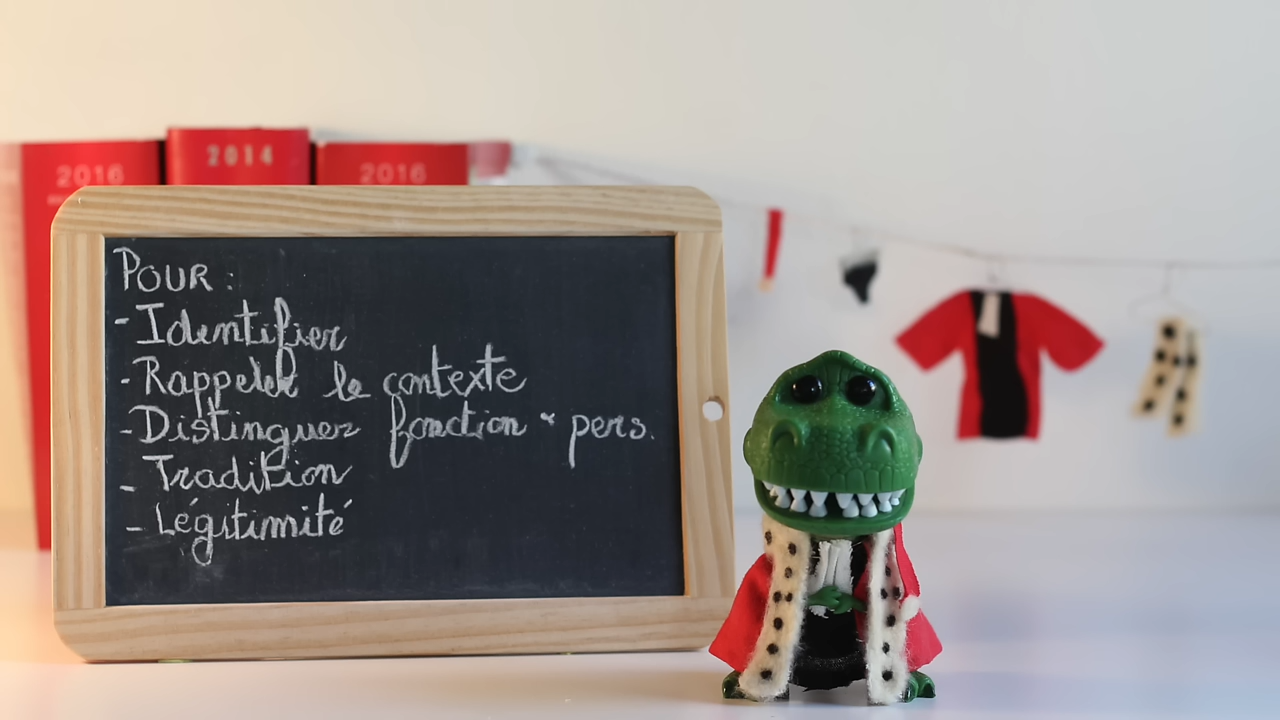 2016
2014
2016
POUR :
- Identifier
- Rappeler le contexte
- Distinguer fonction × pers.
- Tradition
- Légitimité